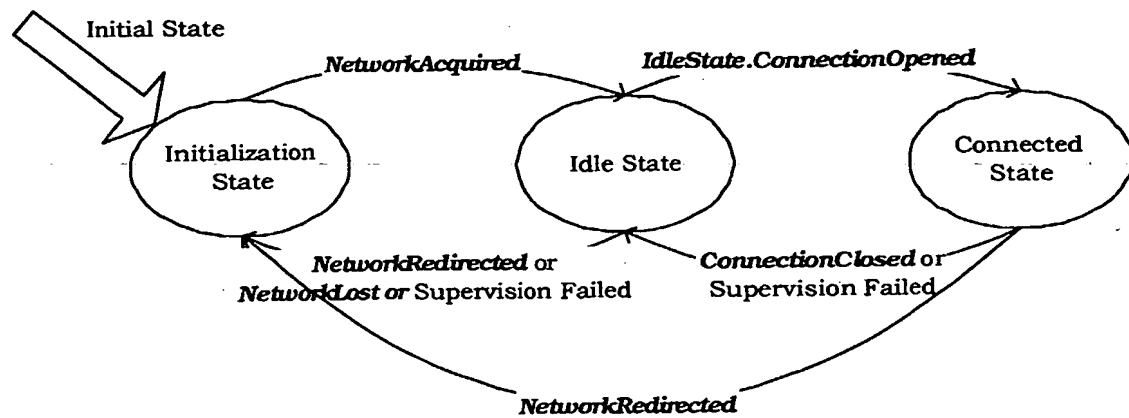 Initial State
NetworkAcquired
IdleState.ConnectionOpened
Initialization
State
Idle State
Connected
State
NetworkRedirected or
NetworkLost or Supervision Failed
ConnectionClosed or
Supervision Failed
NetworkRedirected